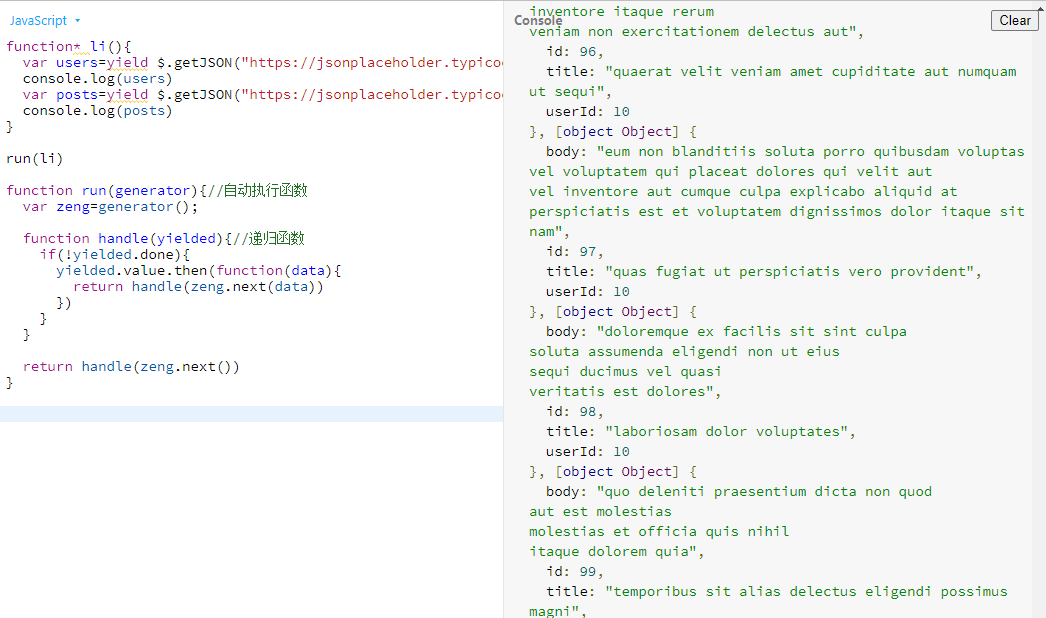 JavaScript
function* li(){
var users=yield $.getJSON("https://jsonplaceholder.typico
console.log(users)
var posts=yield $.getJSON("https://jsonplaceholder.typico
console.log(posts)
}
run(li)
function run(generator){//自动执行函数
var zeng=generator();
function handle(yielded){//递归函数
if(!yielded.done){
yielded.value.then(function(data){
return handle(zeng.next(data))
})
}
}
return handle(zeng.next())
}
Console
Clear
inventore itaque rerum
veniam non exercitationem delectus aut",
id: 96,
title: "quaerat velit veniam amet cupiditate aut numquam
ut sequi",
userId: 10
}, [object Object] {
body: "eum non blanditiis soluta porro quibusdam voluptas
vel voluptatem qui placeat dolores qui velit aut
vel inventore aut cumque culpa explicabo aliquid at
perspiciatis est et voluptatem dignissimos dolor itaque sit
nam",
id: 97,
title: "quas fugiat ut perspiciatis vero provident",
userId: 10
}, [object Object] {
body: "doloremque ex facilis sit sint culpa
soluta assumenda eligendi non ut eius
sequi ducimus vel quasi
veritatis est dolores",
id: 98,
title: "laboriosam dolor voluptates",
userId: 10
}, [object Object] {
body: "quo deleniti praesentium dicta non quod
aut est molestias
molestias et officia quis nihil
itaque dolorem quia",
id: 99,
title: "temporibus sit alias delectus eligendi possimus
magni",